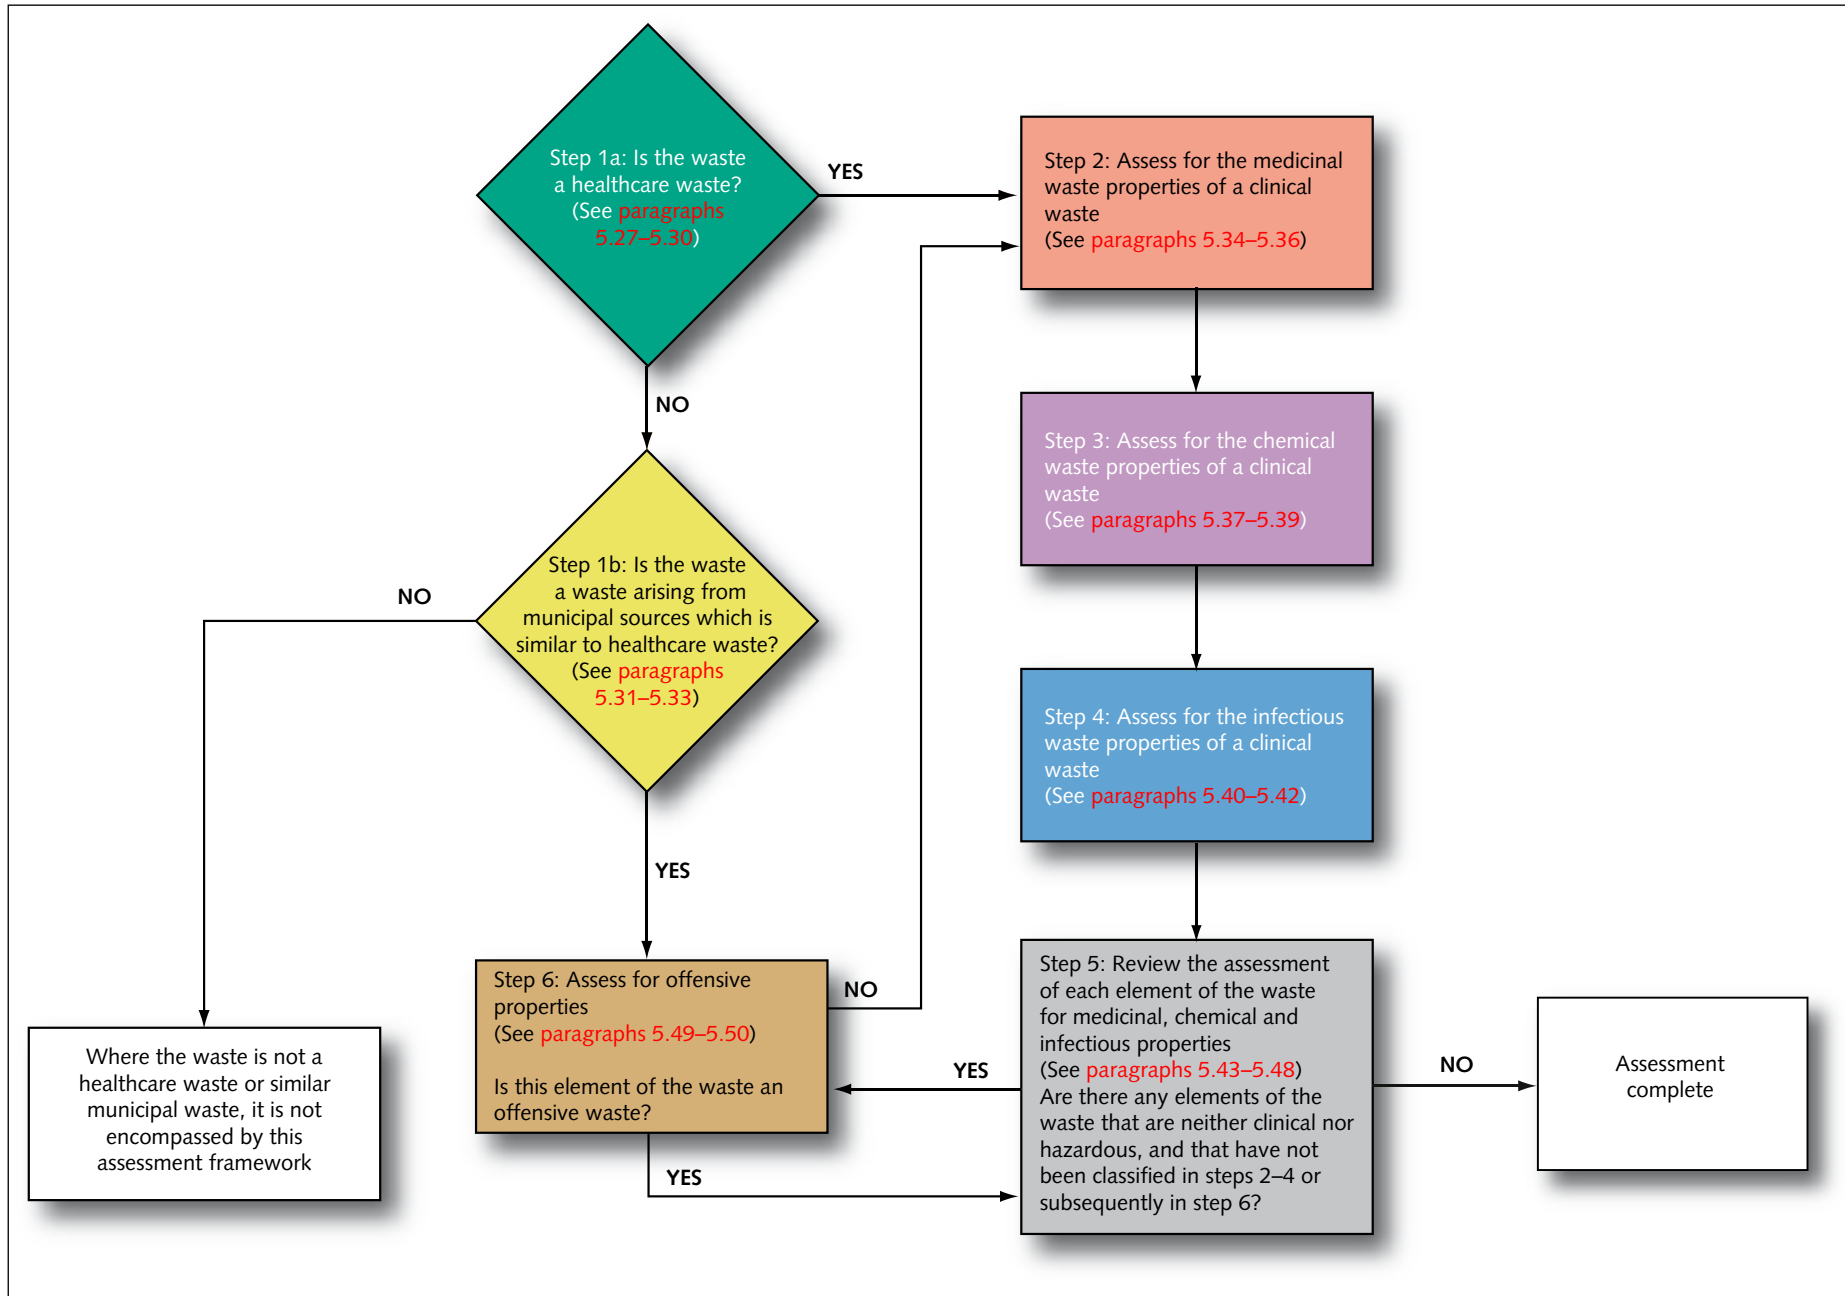 Step 1a: Is the waste
a healthcare waste?
(See paragraphs
5.27–5.30)
YES
Step 2: Assess for the medicinal
waste properties of a clinical
waste
(See paragraphs 5.34–5.36)
NO
Step 3: Assess for the chemical
waste properties of a clinical
waste
(See paragraphs 5.37–5.39)
Step 1b: Is the waste
a waste arising from
municipal sources which is
similar to healthcare waste?
(See paragraphs
5.31–5.33)
NO
YES
Step 4: Assess for the infectious
waste properties of a clinical
waste
(See paragraphs 5.40–5.42)
Where the waste is not a
healthcare waste or similar
municipal waste, it is not
encompassed by this
assessment framework
Step 6: Assess for offensive
properties
(See paragraphs 5.49–5.50)
Is this element of the waste an
offensive waste?
NO
YES
YES
Step 5: Review the assessment
of each element of the waste
for medicinal, chemical and
infectious properties
(See paragraphs 5.43–5.48)
Are there any elements of the
waste that are neither clinical nor
hazardous, and that have not
been classified in steps 2–4 or
subsequently in step 6?
NO
Assessment
complete